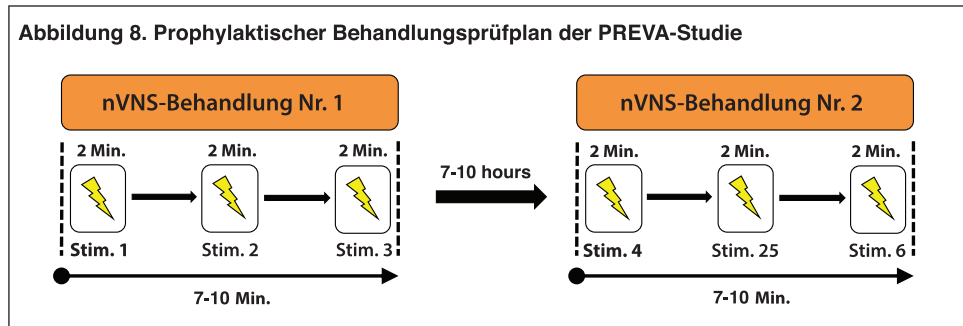 Abbildung 8. Prophylaktischer Behandlungsprüfplan der PREVA-Studie
nVNS-Behandlung Nr. 1
2 Min. 2 Min. 2 Min.
Stim. 1 Stim. 2 Stim. 3
7-10 Min.
7-10 hours
nVNS-Behandlung Nr. 2
2 Min. 2 Min. 2 Min.
Stim. 4 Stim. 25 Stim. 6
7-10 Min.